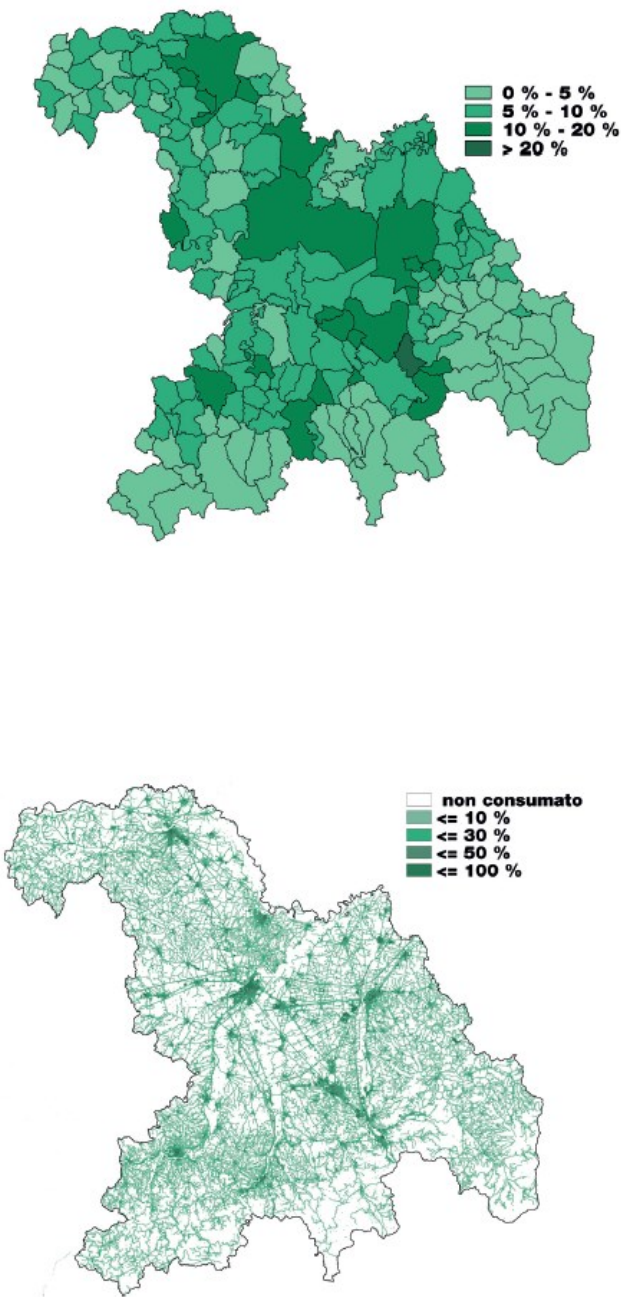 0 % - 5 %
5 % - 10 %
10 % - 20 %
> 20 %
non consumato
<= 10 %
<= 30 %
<= 50 %
<= 100 %